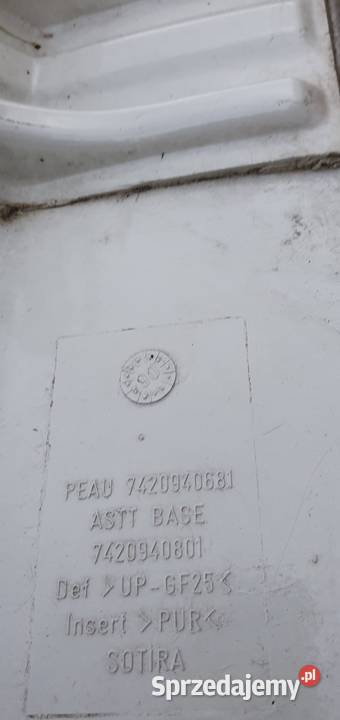 PEAU 7420940681
ASTT BASE
7420940801
Def >UP-GF25<
Insert >PUR<
SOTIRA
Sprzedajemy.pl